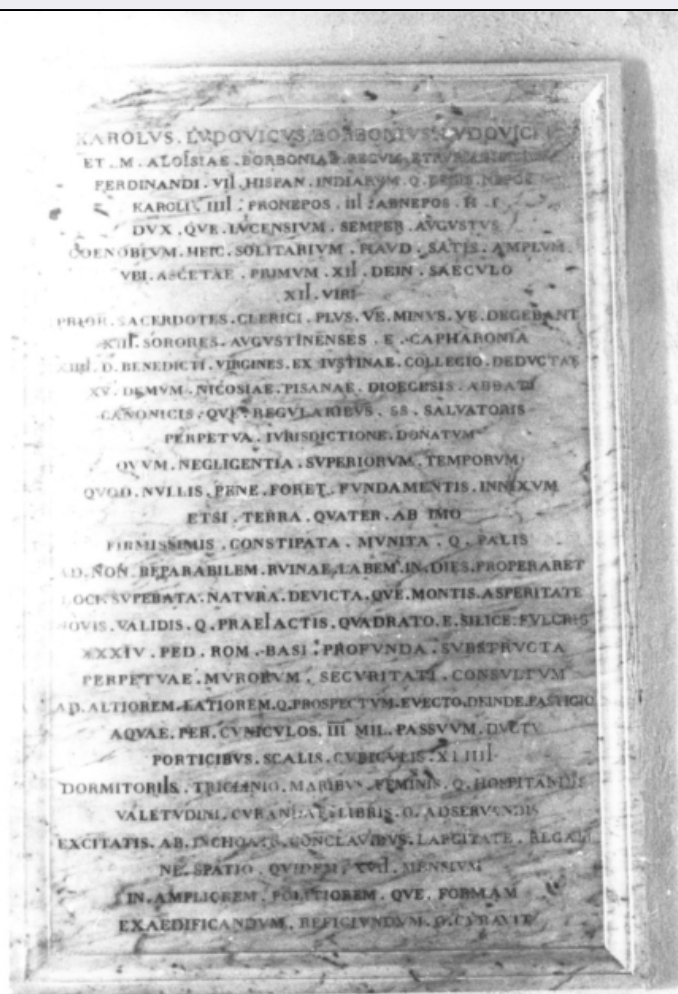 KAROLVS . LVDOVICVS . BORBONIVS . LVDOVICI
ET . M . ALOISIAE . BORBONIAE . REGVM .
FERDINANDI . VII . HISPAN . INDIARVM . Q . NEPOS
KAROLI . IIII . PRONEPOS . III . ABNEPOS . H . I
DVX . QVE . LVCENSIVM . SEMPER . AVGVSTVS
COENOBIVM . HEIC . SOLITARIVM . HAVD . SATIS . AMPLVM
VBI . ASCETAE . PRIMVM . XII . DEIN . SAECVLO
XII . VIRI
PRIOR . SACERDOTES . CLERICI . PLVS . VE . MINVS . VE . DEGEBANT
XIII . SORORES . AVGVSTINENSES . E . CAPHARONIA
XIIII . D . BENEDICTI . VIRGINES . EX . IVSTINAE . COLLEGIO . DEDVCTAE
XV . DEMVM . NICOSIAE . PISANAE . DIOECESIS . ABBATI
CANONICIS . QVE . REGVLARIBVS . SS . SALVATORIS
PERPETVA . IVRISDICTIONE . DONATVM
QVVM . NEGLIGENTIA . SVPERIORVM . TEMPORVM
QVOD . NVLLIS . PENE . FORET . FVNDAMENTIS . INNIXVM
ETSI . TERRA . QVATER . AB IMO
FIRMISSIMIS . CONSTIPATA . MVNITA . Q . PALIS
AD . NON . REPARABILEM . RVINAE . LABEM . IN . DIES . PROPERARET
LOCI . SVPERATA . NATVRA . DEVICTA . QVE . MONTIS . ASPERITATE
NOVIS . VALIDIS . Q . PRAEIACTIS . QVADRATO . E . SILICE . FVLCRIS
XXXIV . PED . ROM . BASI . PROFVNDA . SVBSTRVCTA
PERPETVAE . MVRORVM . SECVRITATI . CONSVLTVM
AD . ALTIOREM . LATIOREM . Q . PROSPECTVM . EVECTO . DEINDE . FASTIGIO
AQVAE . PER . CVNICVLOS . III MIL . PASSVVM . DVCTV
PORTICIBVS . SCALIS . CVBICVLIS . XLIIII
DORMITORIIS . TRICLINIO . MARIBVS . FEMINIS . Q . HOSPITANDIS
VALETVDINI . CVRANDAE . LIBRIS . Q . ADSERVANDIS
EXCITATIS . AB . INCHOATO . CONCLAVIBVS . LARGITATE . REGALI
NE . SPATIO . QVIDEM . XVII . MENSIVM
IN . AMPLIOREM . POLITIOREM . QVE . FORMAM
EXAEDIFICANDVM . REFICIVNDVM . Q . CVRAVIT